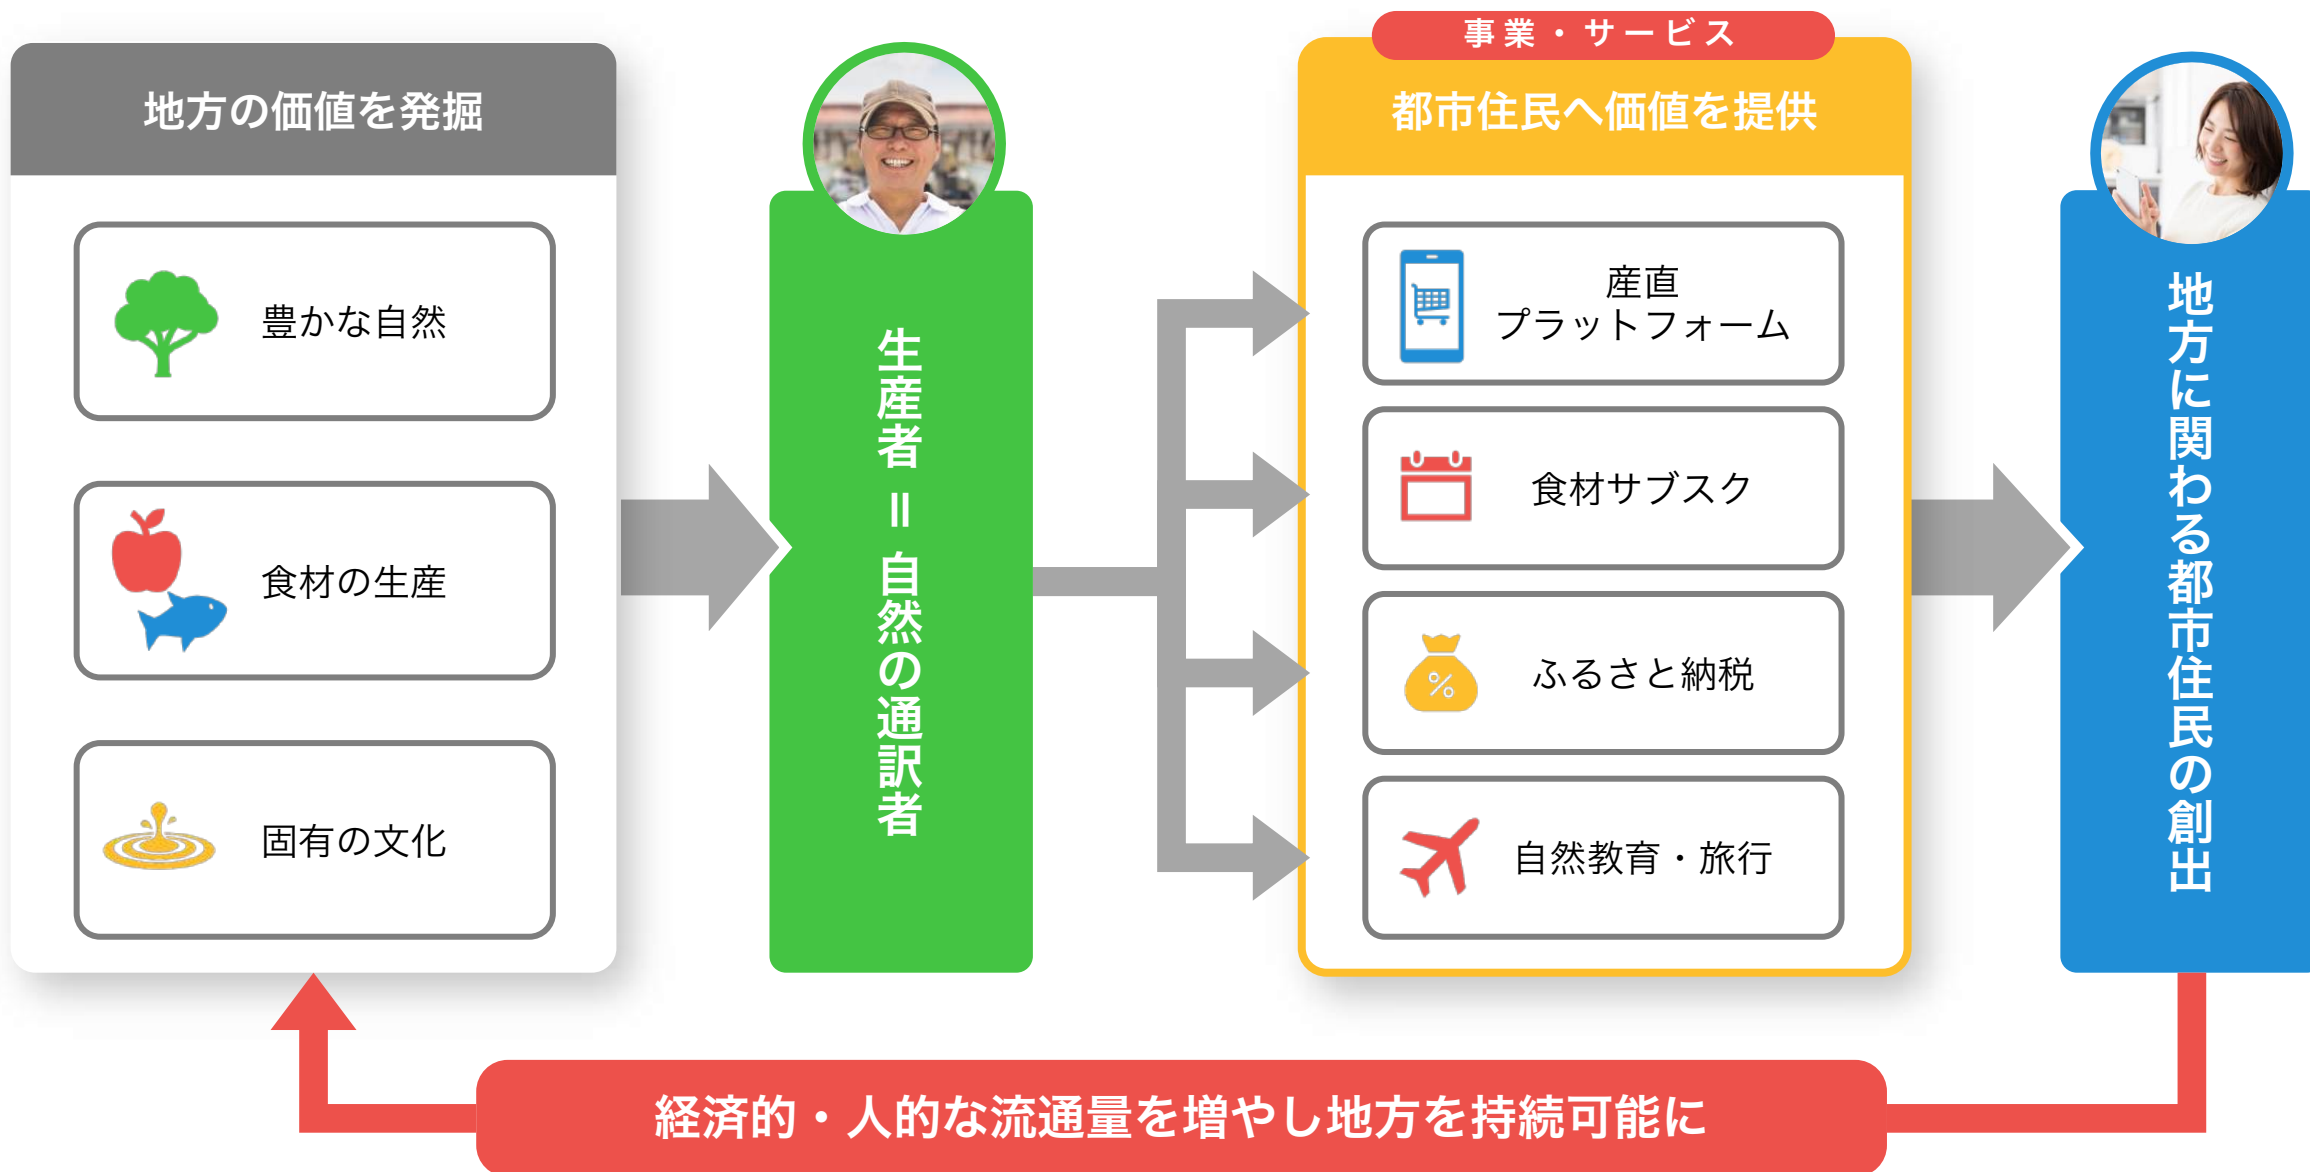 事業・サービス
地方の価値を発掘
都市住民へ価値を提供
豊かな自然
食材の生産
固有の文化
生産者 = 自然の通訳者
産直
プラットフォーム
食材サブスク
ふるさと納税
%
自然教育・旅行
地方に関わる都市住民の創出
経済的・人的な流通量を増やし地方を持続可能に